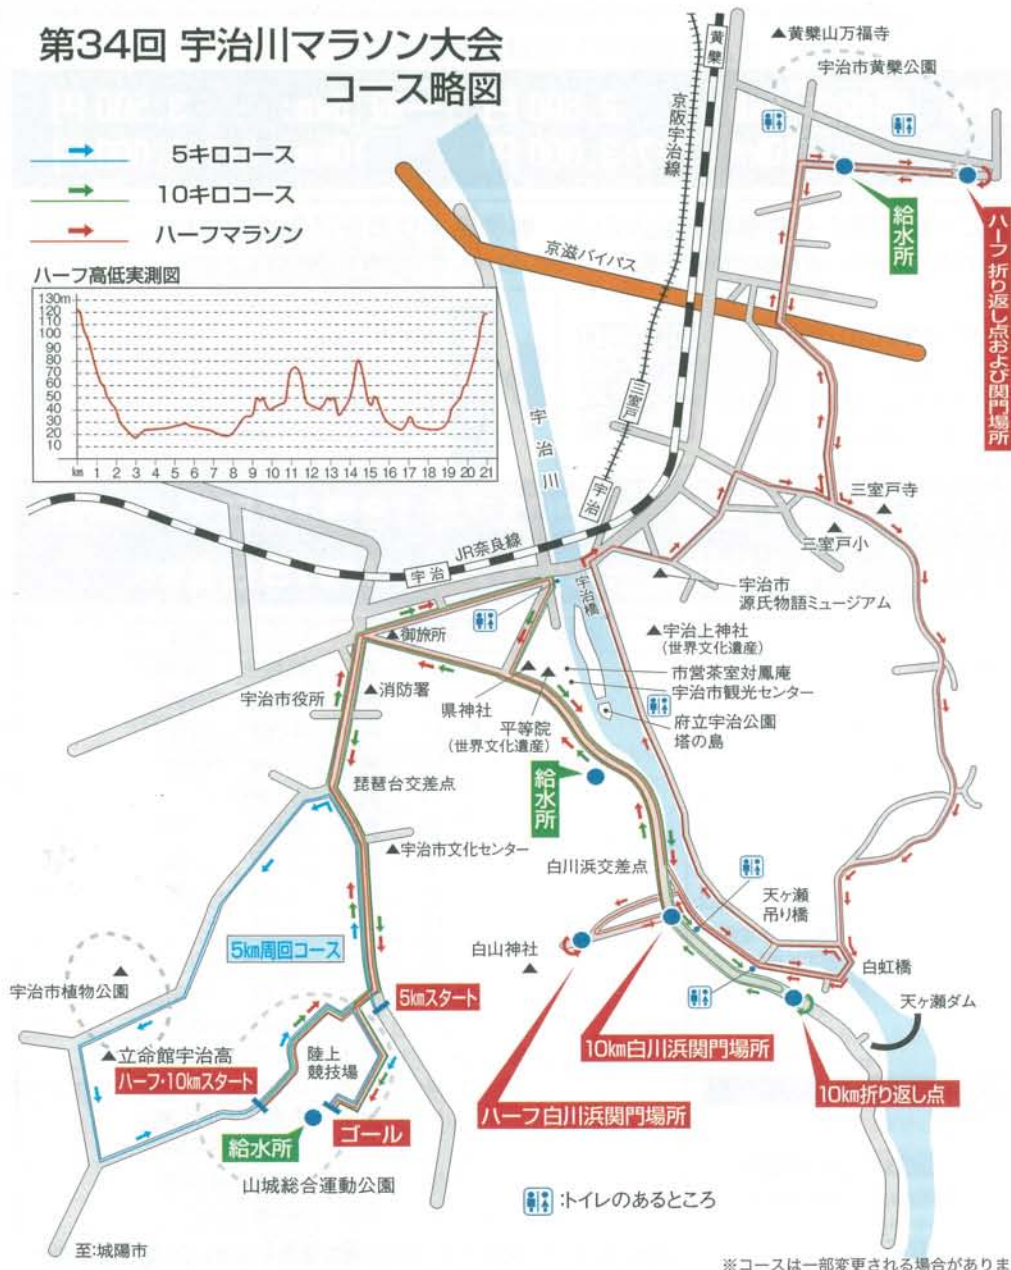 第34回 宇治川マラソン大会
コース略図
5キロコース
10キロコース
ハーフマラソン
ハーフ高低実測図
130m
120
110
100
90
80
70
60
50
40
30
20
10
km 1 2 3 4 5 6 7 8 9 10 11 12 13 14 15 16 17 18 19 20 21
黄檗
京阪宇治線
▲黄檗山万福寺
宇治市黄檗公園
給水所
ハーフ 折り返し点および関門場所
京滋バイパス
宇治川
三室戸
宇治
三室戸寺
三室戸小
JR奈良線
宇治
宇治橋
宇治市
源氏物語ミュージアム
▲御旅所
▲宇治上神社
(世界文化遺産)
市営茶室対鳳庵
宇治市観光センター
宇治市役所
▲消防署
県神社
平等院
(世界文化遺産)
府立宇治公園
塔の島
琵琶台交差点
給水所
▲宇治市文化センター
白川浜交差点
天ヶ瀬
吊り橋
5km周回コース
白山神社
白虹橋
宇治市植物公園
5kmスタート
天ヶ瀬ダム
▲立命館宇治高
ハーフ・10kmスタート
陸上
競技場
10km白川浜関門場所
10km折り返し点
ハーフ白川浜関門場所
給水所
ゴール
山城総合運動公園
:トイレのあるところ
至:城陽市
※コースは一部変更される場合がありま